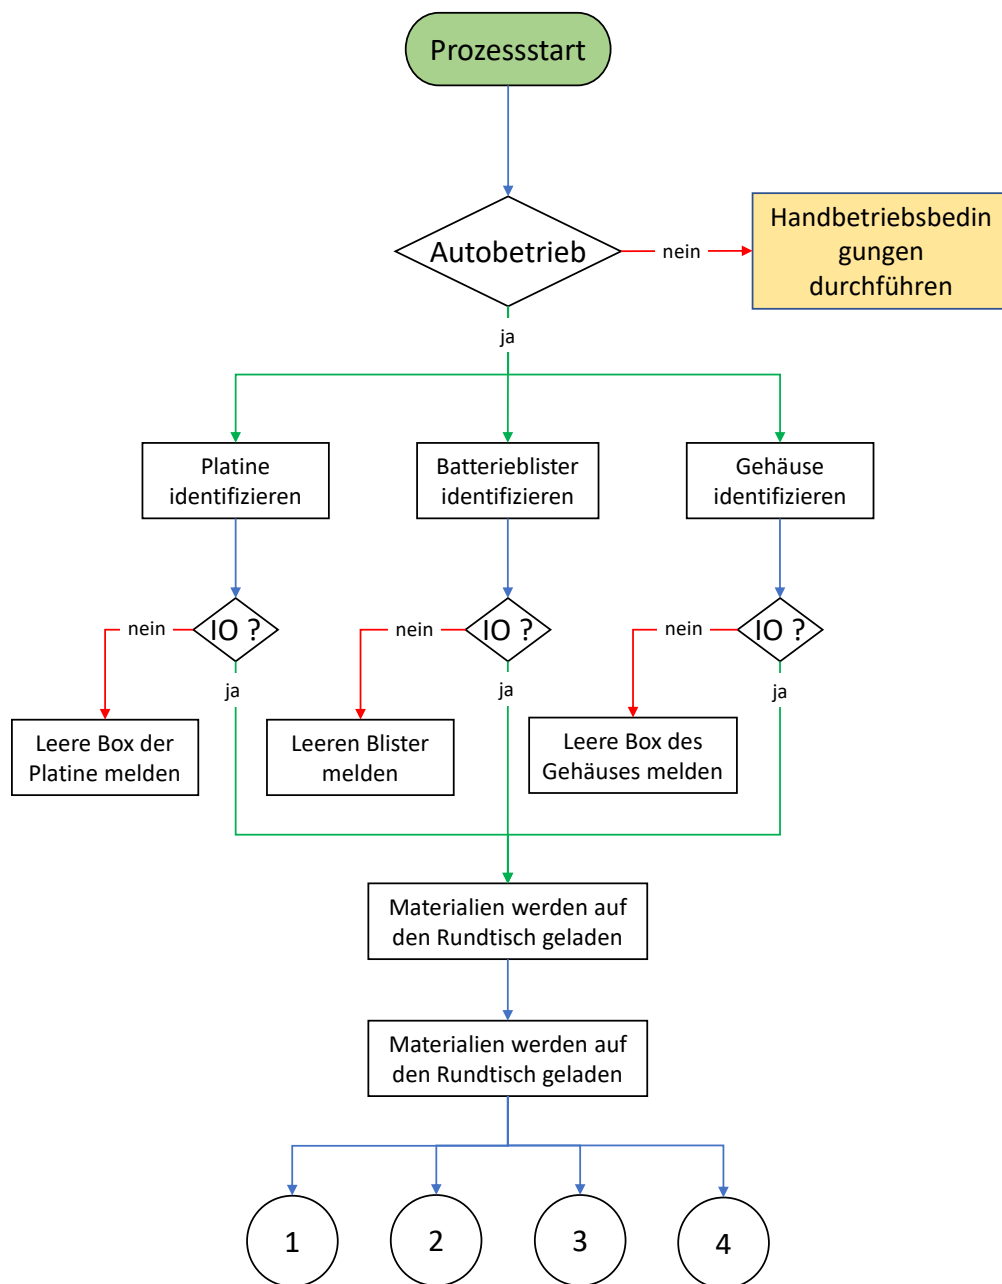 Prozessstart
Autobetrieb
nein
Handbetriebsbedin
gungen
durchführen
ja
Platine
identifizieren
Batterieblister
identifizieren
Gehäuse
identifizieren
nein
IO ?
nein
IO ?
nein
IO ?
ja
ja
ja
Leere Box der
Platine melden
Leeren Blister
melden
Leere Box des
Gehäuses melden
Materialien werden auf
den Rundtisch geladen
Materialien werden auf
den Rundtisch geladen
1
2
3
4